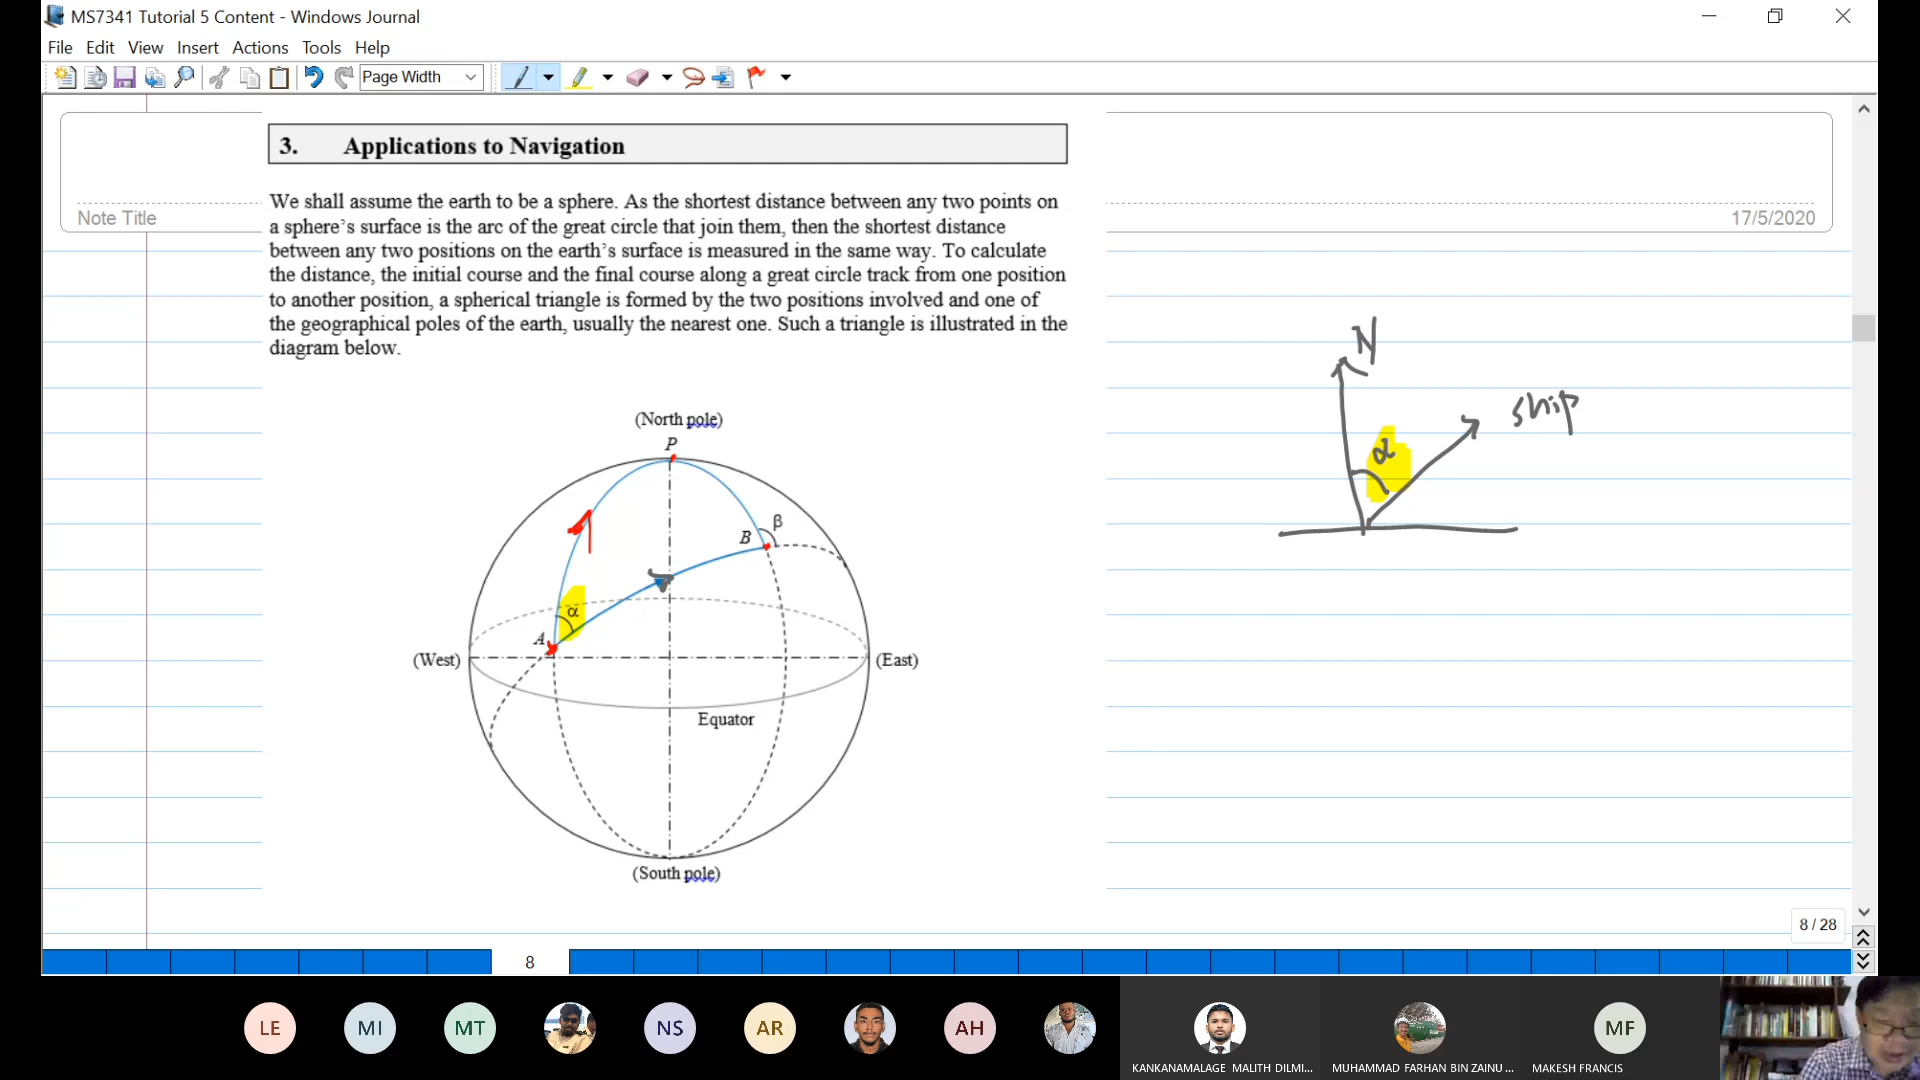 MS7341 Tutorial 5 Content - Windows Journal
File Edit View Insert Actions Tools Help
Page Width
3. Applications to Navigation
We shall assume the earth to be a sphere. As the shortest distance between any two points on
a sphere's surface is the arc of the great circle that join them, then the shortest distance
between any two positions on the earth's surface is measured in the same way. To calculate
the distance, the initial course and the final course along a great circle track from one position
to another position, a spherical triangle is formed by the two positions involved and one of
the geographical poles of the earth, usually the nearest one. Such a triangle is illustrated in the
diagram below.
Note Title
17/5/2020
N
ship
α
(North pole)
P
B
β
α
A
(West)
(East)
Equator
(South pole)
8 / 28
8
LE
MI
MT
NS
AR
AH
MF
KANKANAMALAGE MALITH DILMI...
MUHAMMAD FARHAN BIN ZAINU ...
MAKESH FRANCIS